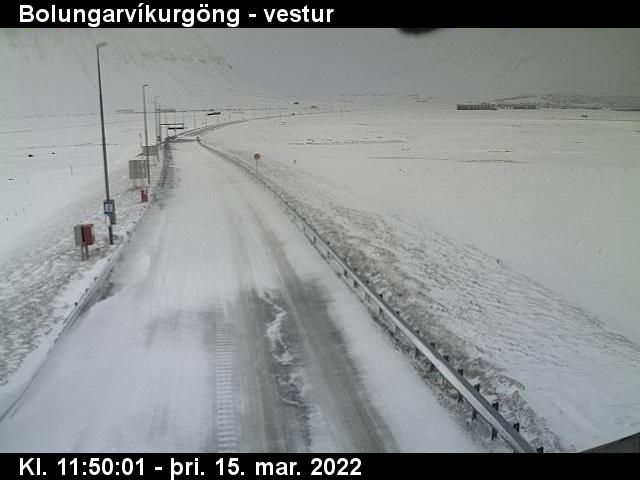 Bolungarvíkurgöng - vestur
Kl. 11:50:01 - þri. 15. mar. 2022